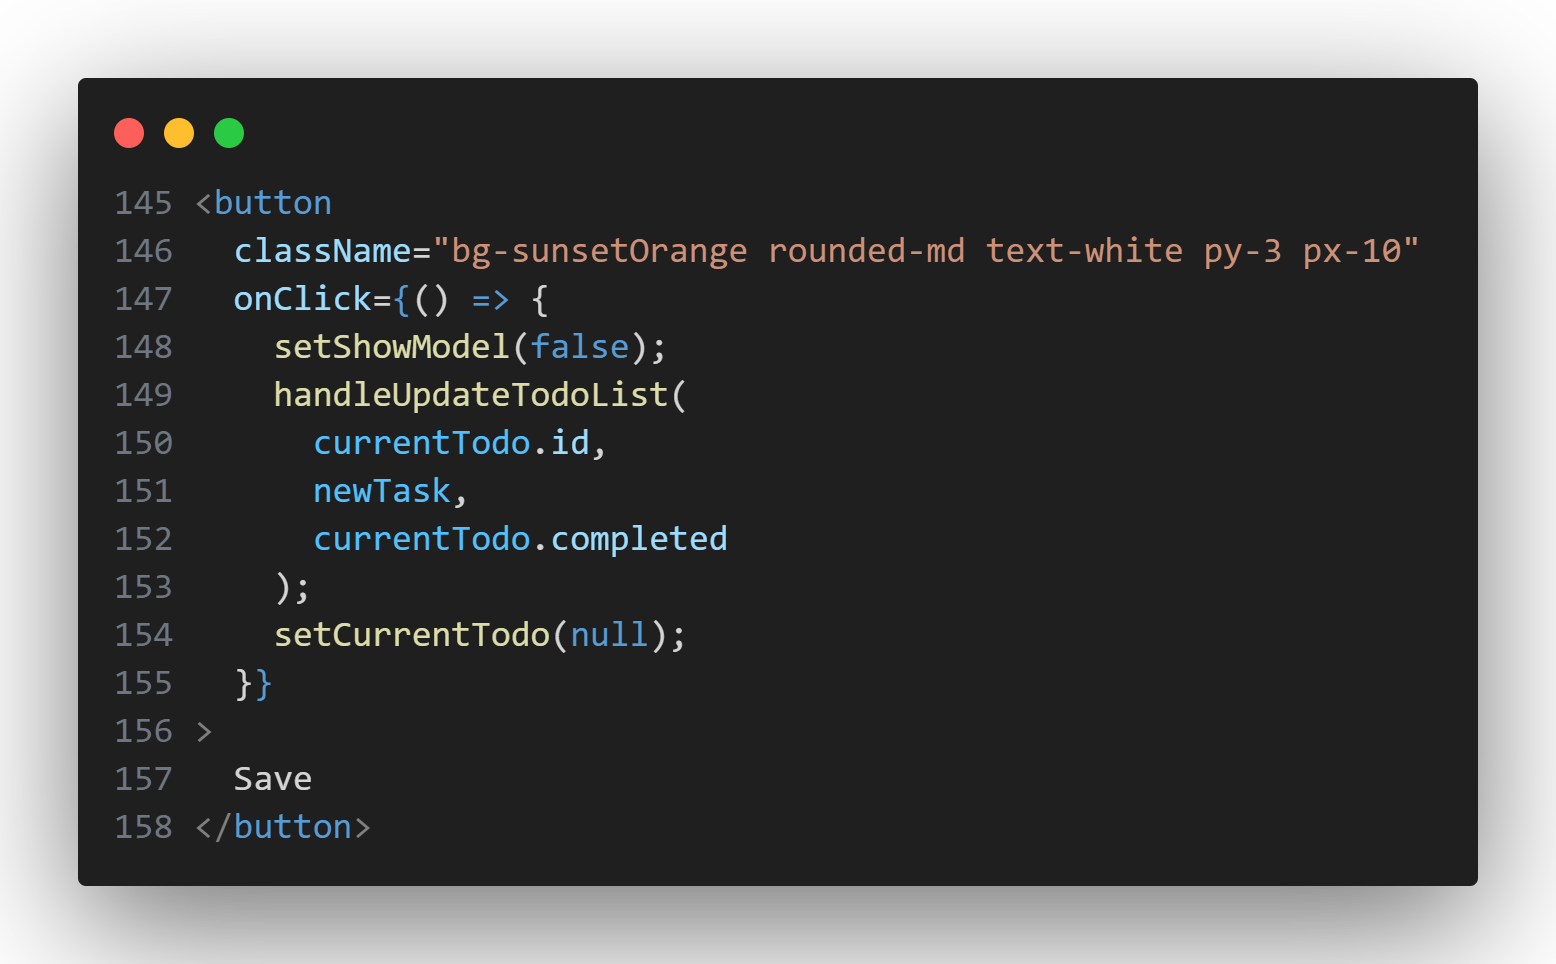 145 <button
146   className="bg-sunsetOrange rounded-md text-white py-3 px-10"
147   onClick={() => {
148     setShowModel(false);
149     handleUpdateTodoList(
150       currentTodo.id,
151       newTask,
152       currentTodo.completed
153     );
154     setCurrentTodo(null);
155   }}
156 >
157   Save
158 </button>